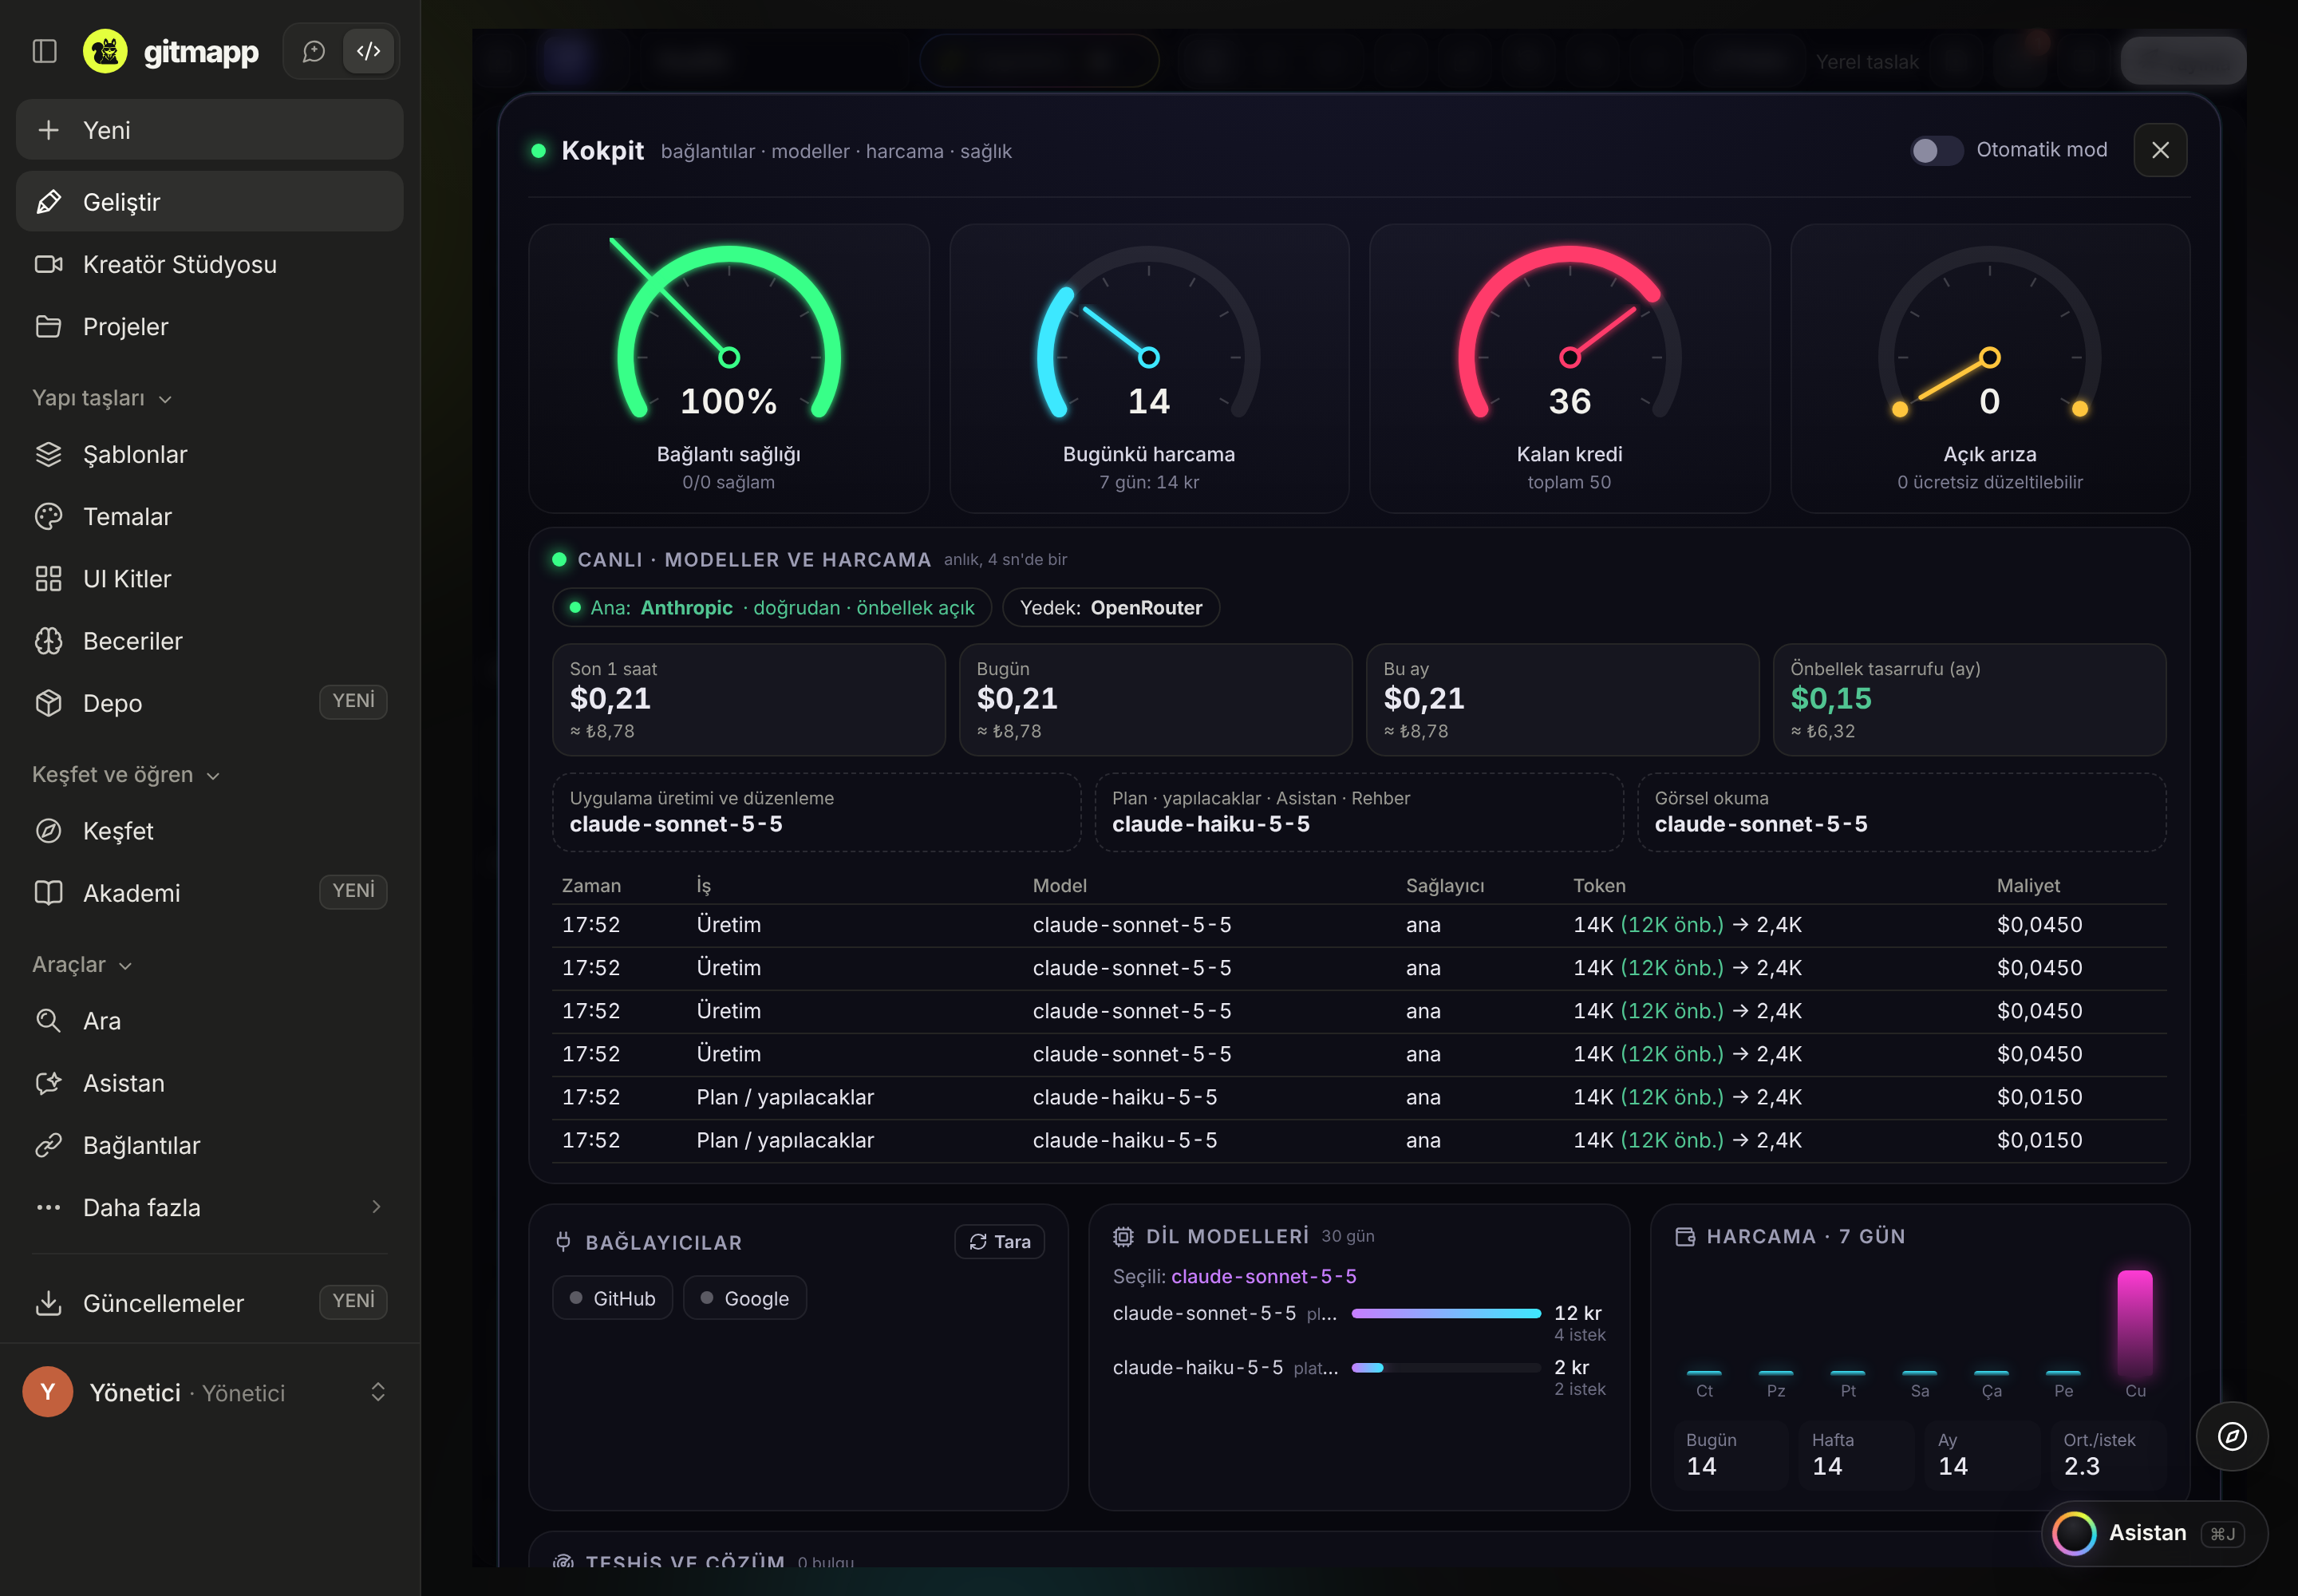 gitmapp
Yeni
Geliştir
Kreatör Stüdyosu
Projeler
Yapı taşları
Şablonlar
Temalar
UI Kitler
Beceriler
Depo YENİ
Keşfet ve öğren
Keşfet
Akademi YENİ
Araçlar
Ara
Asistan
Bağlantılar
Daha fazla
Güncellemeler YENİ
Y Yönetici · Yönetici
Yerel taslak
Kokpit bağlantılar · modeller · harcama · sağlık
Otomatik mod
100%
Bağlantı sağlığı
0/0 sağlam
14
Bugünkü harcama
7 gün: 14 kr
36
Kalan kredi
toplam 50
0
Açık arıza
0 ücretsiz düzeltilebilir
CANLI · MODELLER VE HARCAMA anlık, 4 sn'de bir
Ana: Anthropic · doğrudan · önbellek açık
Yedek: OpenRouter
Son 1 saat
$0,21
≈ ₺8,78
Bugün
$0,21
≈ ₺8,78
Bu ay
$0,21
≈ ₺8,78
Önbellek tasarrufu (ay)
$0,15
≈ ₺6,32
Uygulama üretimi ve düzenleme
claude-sonnet-5-5
Plan · yapılacaklar · Asistan · Rehber
claude-haiku-5-5
Görsel okuma
claude-sonnet-5-5
Zaman İş Model Sağlayıcı Token Maliyet
17:52 Üretim claude-sonnet-5-5 ana 14K (12K önb.) → 2,4K $0,0450
17:52 Üretim claude-sonnet-5-5 ana 14K (12K önb.) → 2,4K $0,0450
17:52 Üretim claude-sonnet-5-5 ana 14K (12K önb.) → 2,4K $0,0450
17:52 Üretim claude-sonnet-5-5 ana 14K (12K önb.) → 2,4K $0,0450
17:52 Plan / yapılacaklar claude-haiku-5-5 ana 14K (12K önb.) → 2,4K $0,0150
17:52 Plan / yapılacaklar claude-haiku-5-5 ana 14K (12K önb.) → 2,4K $0,0150
BAĞLAYICILAR
Tara
GitHub
Google
DİL MODELLERİ 30 gün
Seçili: claude-sonnet-5-5
claude-sonnet-5-5 pl... 12 kr
4 istek
claude-haiku-5-5 plat... 2 kr
2 istek
HARCAMA · 7 GÜN
Ct Pz Pt Sa Ça Pe Cu
Bugün
14
Hafta
14
Ay
14
Ort./istek
2.3
TEŞHİS VE ÇÖZÜM 0 bulgu
Asistan ⌘J